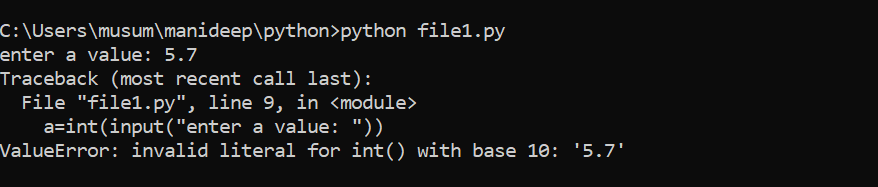 C:\Users\musum\manideep\python>python file1.py
enter a value: 5.7
Traceback (most recent call last):
  File "file1.py", line 9, in <module>
    a=int(input("enter a value: "))
ValueError: invalid literal for int() with base 10: '5.7'